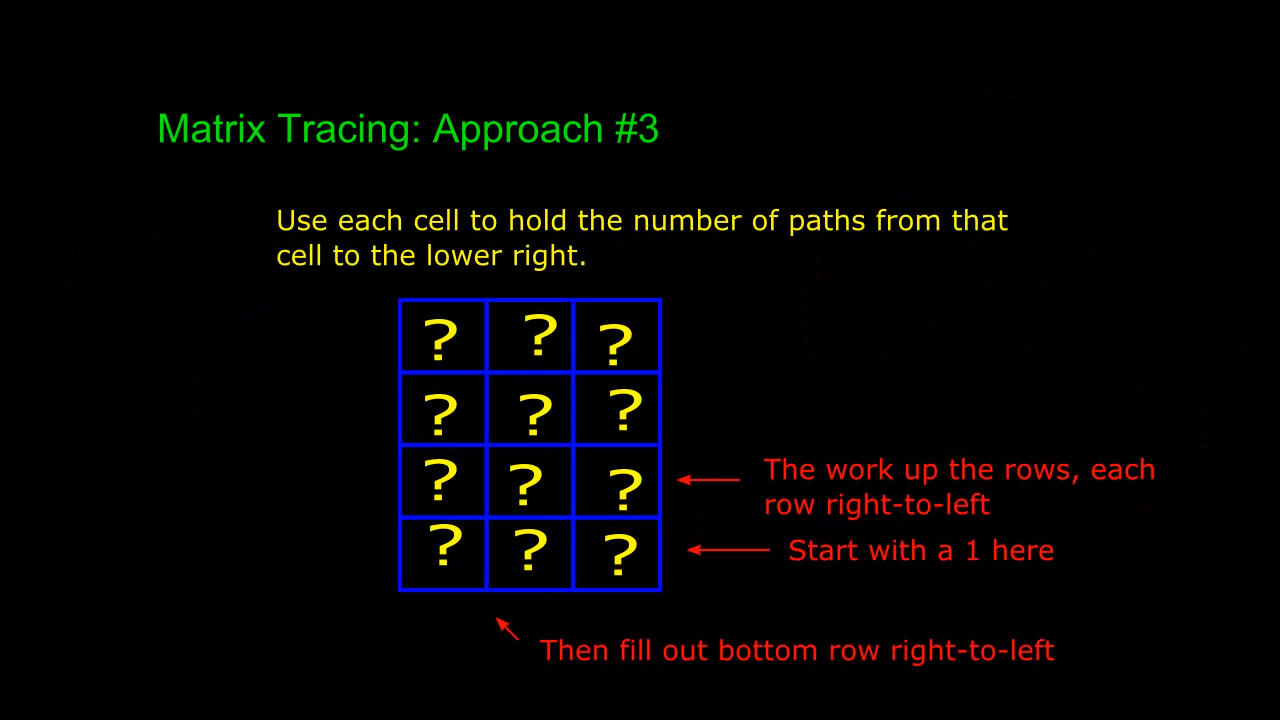 Matrix Tracing: Approach #3
Use each cell to hold the number of paths from that
cell to the lower right.
? ? ?
? ? ?
? ? ?
? ? ?
The work up the rows, each
row right-to-left
Start with a 1 here
Then fill out bottom row right-to-left